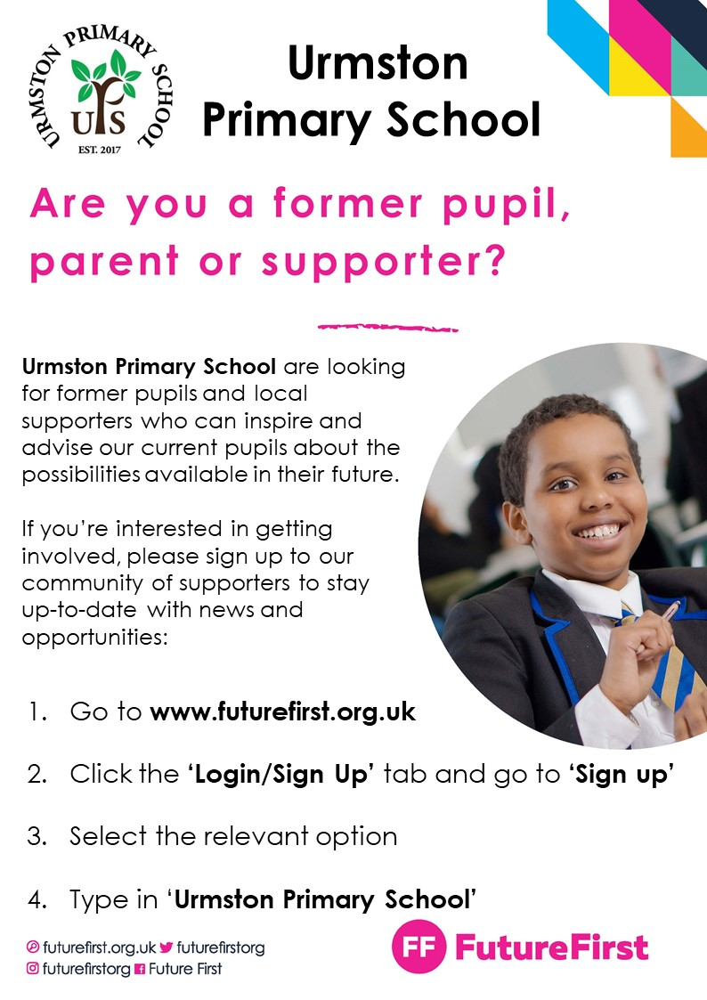 URMSTON PRIMARY SCHOOL
UPS
EST. 2017
Urmston
Primary School
Are you a former pupil,
parent or supporter?
Urmston Primary School are looking
for former pupils and local
supporters who can inspire and
advise our current pupils about the
possibilities available in their future.
If you're interested in getting
involved, please sign up to our
community of supporters to stay
up-to-date with news and
opportunities:
1. Go to www.futurefirst.org.uk
2. Click the ‘Login/Sign Up’ tab and go to ‘Sign up’
3. Select the relevant option
4. Type in ‘Urmston Primary School’
futurefirst.org.uk futurefirstorg
futurefirstorg Future First
FF FutureFirst